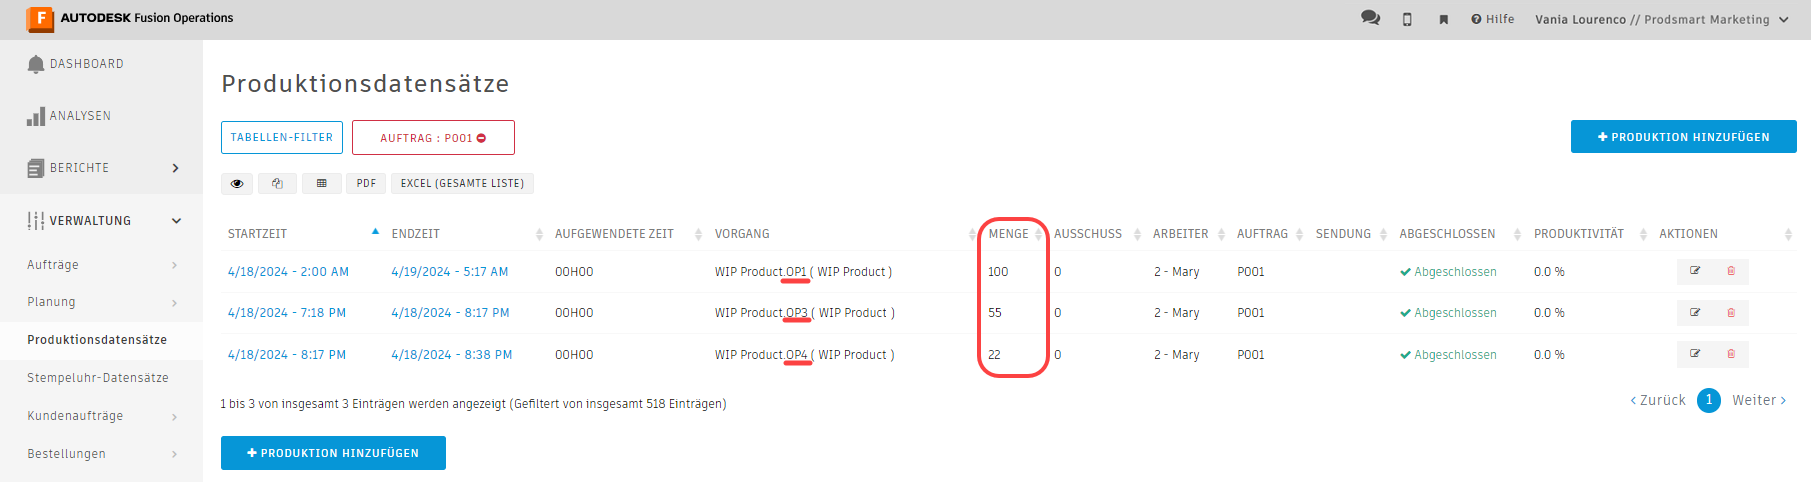 F AUTODESK Fusion Operations
Hilfe
Vania Lourenco // Prodsmart Marketing
DASHBOARD
ANALYSEN
BERICHTE
VERWALTUNG
Aufträge
Planung
Produktionsdatensätze
Stempeluhr-Datensätze
Kundenaufträge
Bestellungen
Produktionsdatensätze
TABELLEN-FILTER
AUFTRAG : P001
PRODUKTION HINZUFÜGEN
PDF
EXCEL (GESAMTE LISTE)
STARTZEIT ENDZEIT AUFGEWENDETE ZEIT VORGANG MENGE AUSSCHUSS ARBEITER AUFTRAG SENDUNG ABGESCHLOSSEN PRODUKTIVITÄT AKTIONEN
4/18/2024 - 2:00 AM 4/19/2024 - 5:17 AM 00H00 WIP Product.OP1 ( WIP Product ) 100 0 2 - Mary P001 Abgeschlossen 0.0 %
4/18/2024 - 7:18 PM 4/18/2024 - 8:17 PM 00H00 WIP Product.OP3 ( WIP Product ) 55 0 2 - Mary P001 Abgeschlossen 0.0 %
4/18/2024 - 8:17 PM 4/18/2024 - 8:38 PM 00H00 WIP Product.OP4 ( WIP Product ) 22 0 2 - Mary P001 Abgeschlossen 0.0 %
1 bis 3 von insgesamt 3 Einträgen werden angezeigt (Gefiltert von insgesamt 518 Einträgen)
‹ Zurück 1 Weiter ›
PRODUKTION HINZUFÜGEN